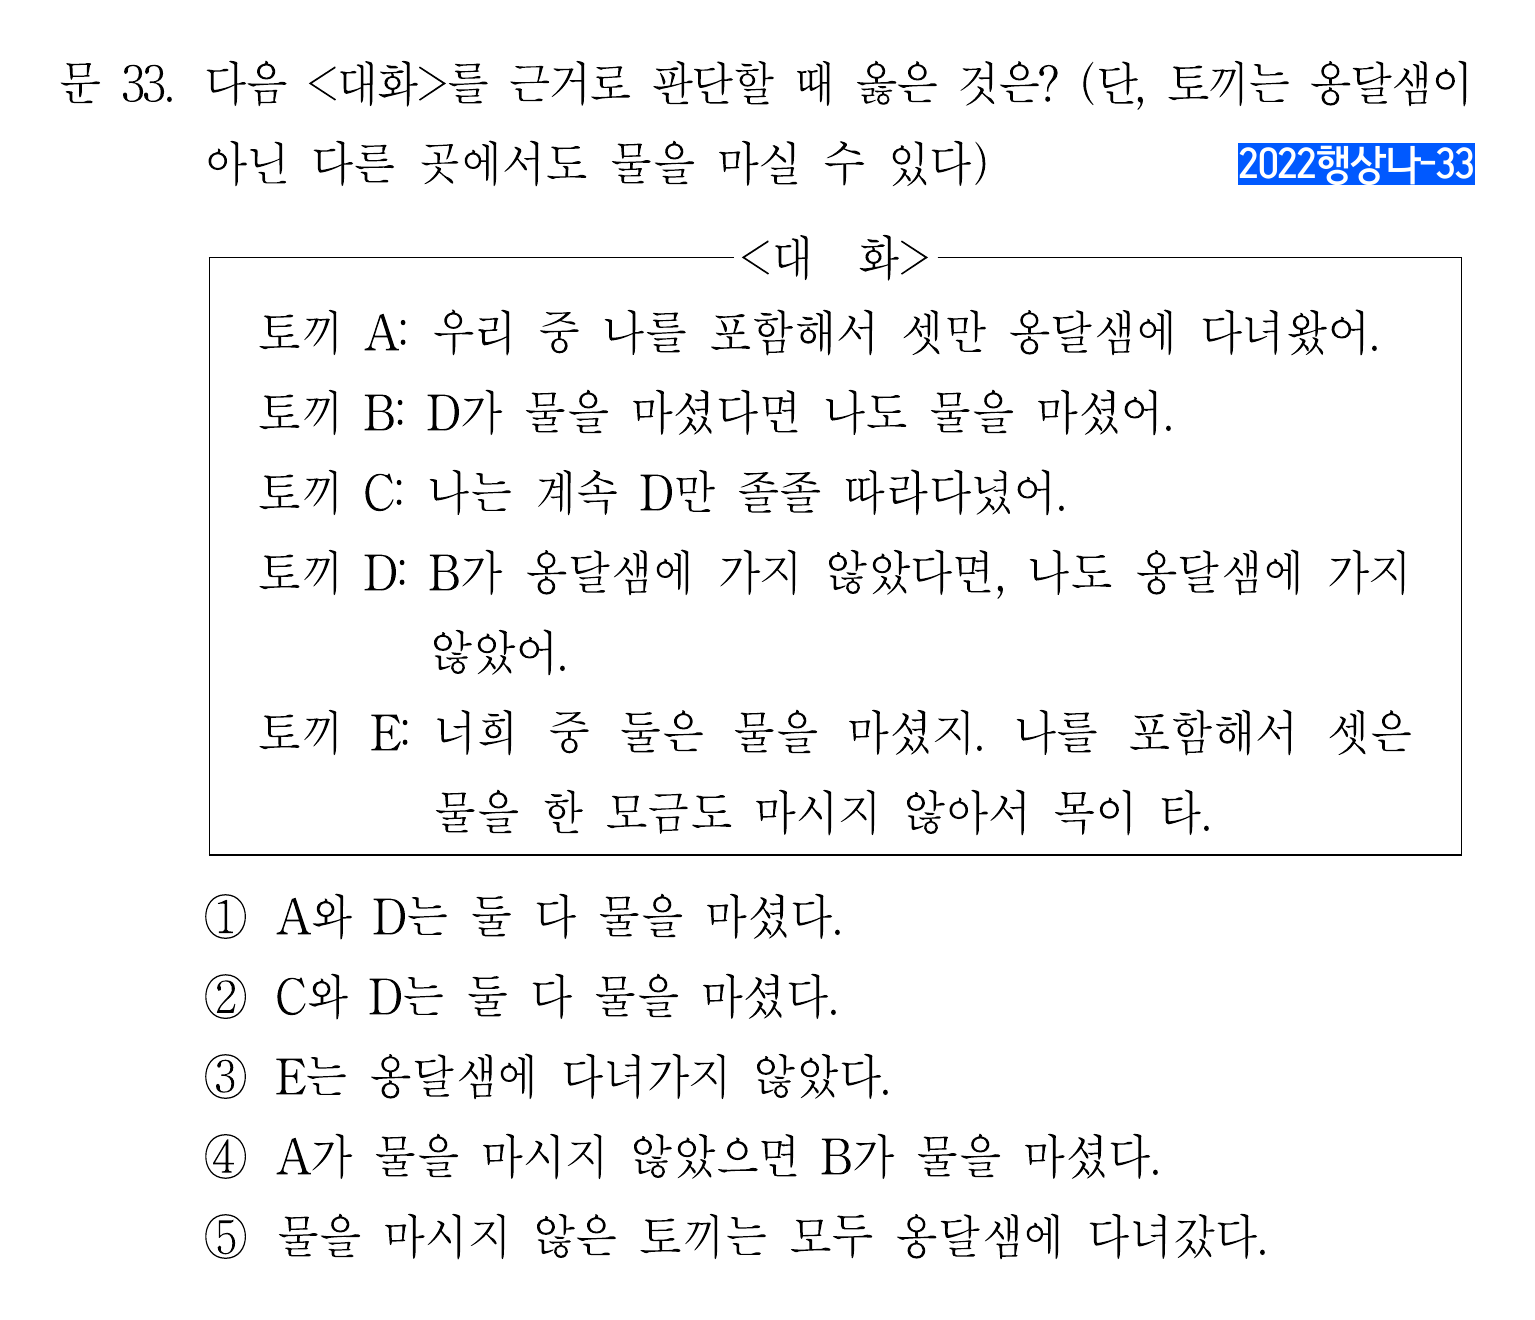 문 33. 다음 <대화>를 근거로 판단할 때 옳은 것은? (단, 토끼는 옹달샘이
아닌 다른 곳에서도 물을 마실 수 있다)
2022행상나-33
<대 화>
토끼 A: 우리 중 나를 포함해서 셋만 옹달샘에 다녀왔어.
토끼 B: D가 물을 마셨다면 나도 물을 마셨어.
토끼 C: 나는 계속 D만 졸졸 따라다녔어.
토끼 D: B가 옹달샘에 가지 않았다면, 나도 옹달샘에 가지
않았어.
토끼 E: 너희 중 둘은 물을 마셨지. 나를 포함해서 셋은
물을 한 모금도 마시지 않아서 목이 타.
① A와 D는 둘 다 물을 마셨다.
② C와 D는 둘 다 물을 마셨다.
③ E는 옹달샘에 다녀가지 않았다.
④ A가 물을 마시지 않았으면 B가 물을 마셨다.
⑤ 물을 마시지 않은 토끼는 모두 옹달샘에 다녀갔다.